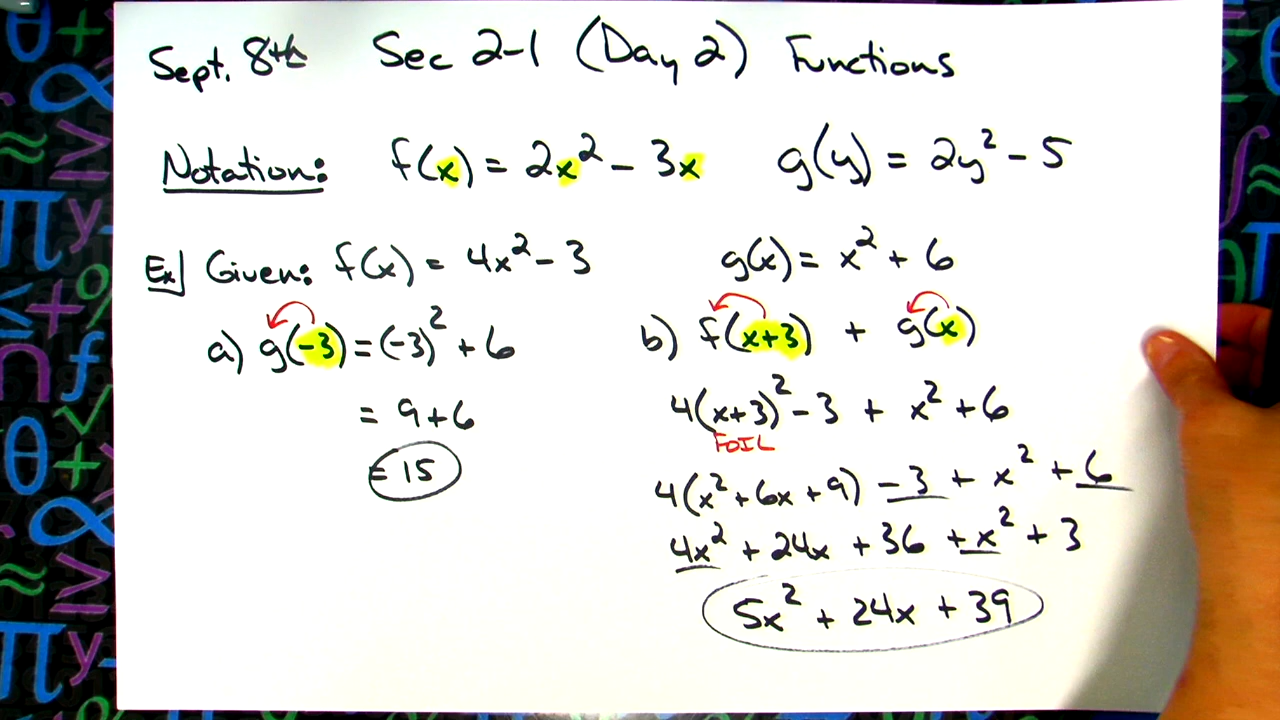 Sept. 8th Sec 2-1 (Day 2) Functions
Notation: f(x) = 2x² - 3x g(y) = 2y² - 5
Ex] Given: f(x) = 4x² - 3 g(x) = x² + 6
a) g(-3) = (-3)² + 6
= 9 + 6
= 15
b) f(x+3) + g(x)
4(x+3)² - 3 + x² + 6
FOIL
4(x² + 6x + 9) - 3 + x² + 6
4x² + 24x + 36 + x² + 3
5x² + 24x + 39